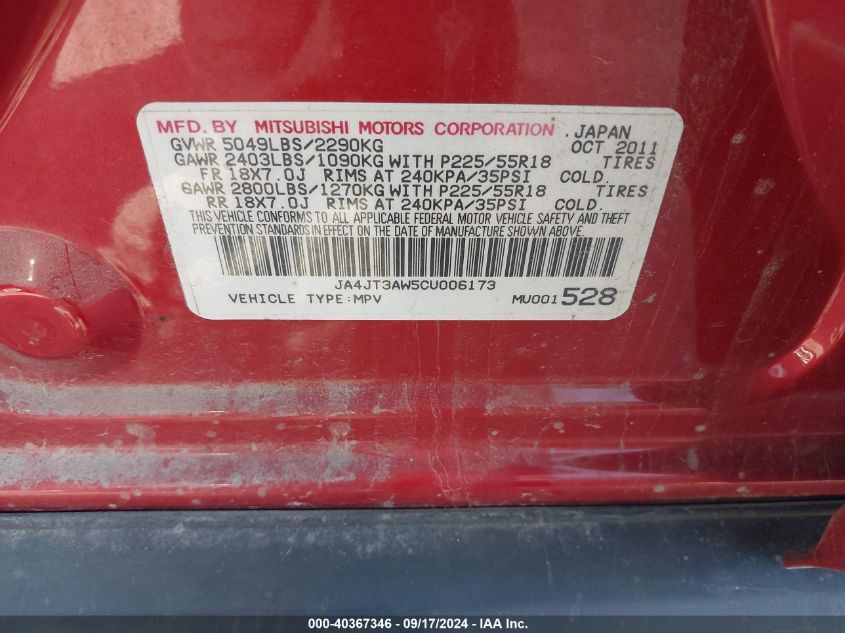 MFD. BY MITSUBISHI MOTORS CORPORATION JAPAN
GVWR 5049LBS/2290KG OCT 2011
GAWR 2403LBS/1090KG WITH P225/55R18 TIRES
FR 18X7.0J RIMS AT 240KPA/35PSI COLD.
GAWR 2800LBS/1270KG WITH P225/55R18 TIRES
RR 18X7.0J RIMS AT 240KPA/35PSI COLD.
THIS VEHICLE CONFORMS TO ALL APPLICABLE FEDERAL MOTOR VEHICLE SAFETY AND THEFT
PREVENTION STANDARDS IN EFFECT ON THE DATE OF MANUFACTURE SHOWN ABOVE.
JA4JT3AW5CU006173
VEHICLE TYPE:MPV MU001528
000-40367346 - 09/17/2024 - IAA Inc.